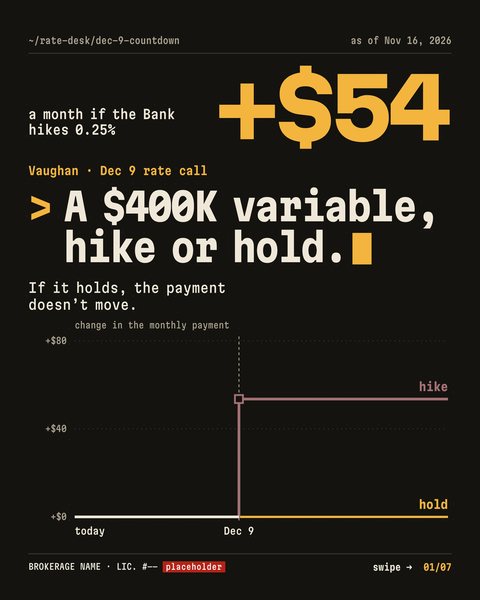 ~/rate-desk/dec-9-countdown
as of Nov 16, 2026
a month if the Bank
hikes 0.25%
+$54
Vaughan · Dec 9 rate call
> A $400K variable,
hike or hold.
If it holds, the payment
doesn’t move.
change in the monthly payment
+$80
hike
+$40
hold
+$0
today
Dec 9
BROKERAGE NAME · LIC. #—— placeholder
swipe → 01/07